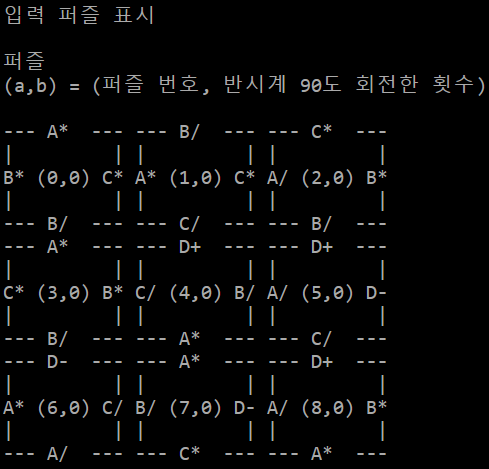 입력 퍼즐 표시
퍼즐
(a,b) = (퍼즐 번호, 반시계 90도 회전한 횟수)
--- A*  --- --- B/  --- --- C*  ---
|         | |         | |         |
B* (0,0) C* A* (1,0) C* A/ (2,0) B*
|         | |         | |         |
--- B/  --- --- C/  --- --- B/  ---
--- A*  --- --- D+  --- --- D+  ---
|         | |         | |         |
C* (3,0) B* C/ (4,0) B/ A/ (5,0) D-
|         | |         | |         |
--- B/  --- --- A*  --- --- C/  ---
--- D-  --- --- A*  --- --- D+  ---
|         | |         | |         |
A* (6,0) C/ B/ (7,0) D- A/ (8,0) B*
|         | |         | |         |
--- A/  --- --- C*  --- --- A*  ---